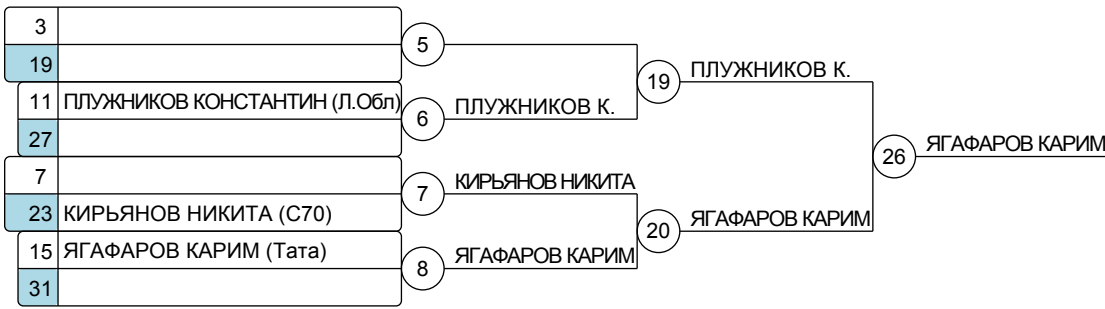 3
19
5
11 ПЛУЖНИКОВ КОНСТАНТИН (Л.Обл)
27
6
ПЛУЖНИКОВ К.
19
ПЛУЖНИКОВ К.
7
23 КИРЬЯНОВ НИКИТА (С70)
7
КИРЬЯНОВ НИКИТА
15 ЯГАФАРОВ КАРИМ (Тата)
31
8
ЯГАФАРОВ КАРИМ
20
ЯГАФАРОВ КАРИМ
26
ЯГАФАРОВ КАРИМ